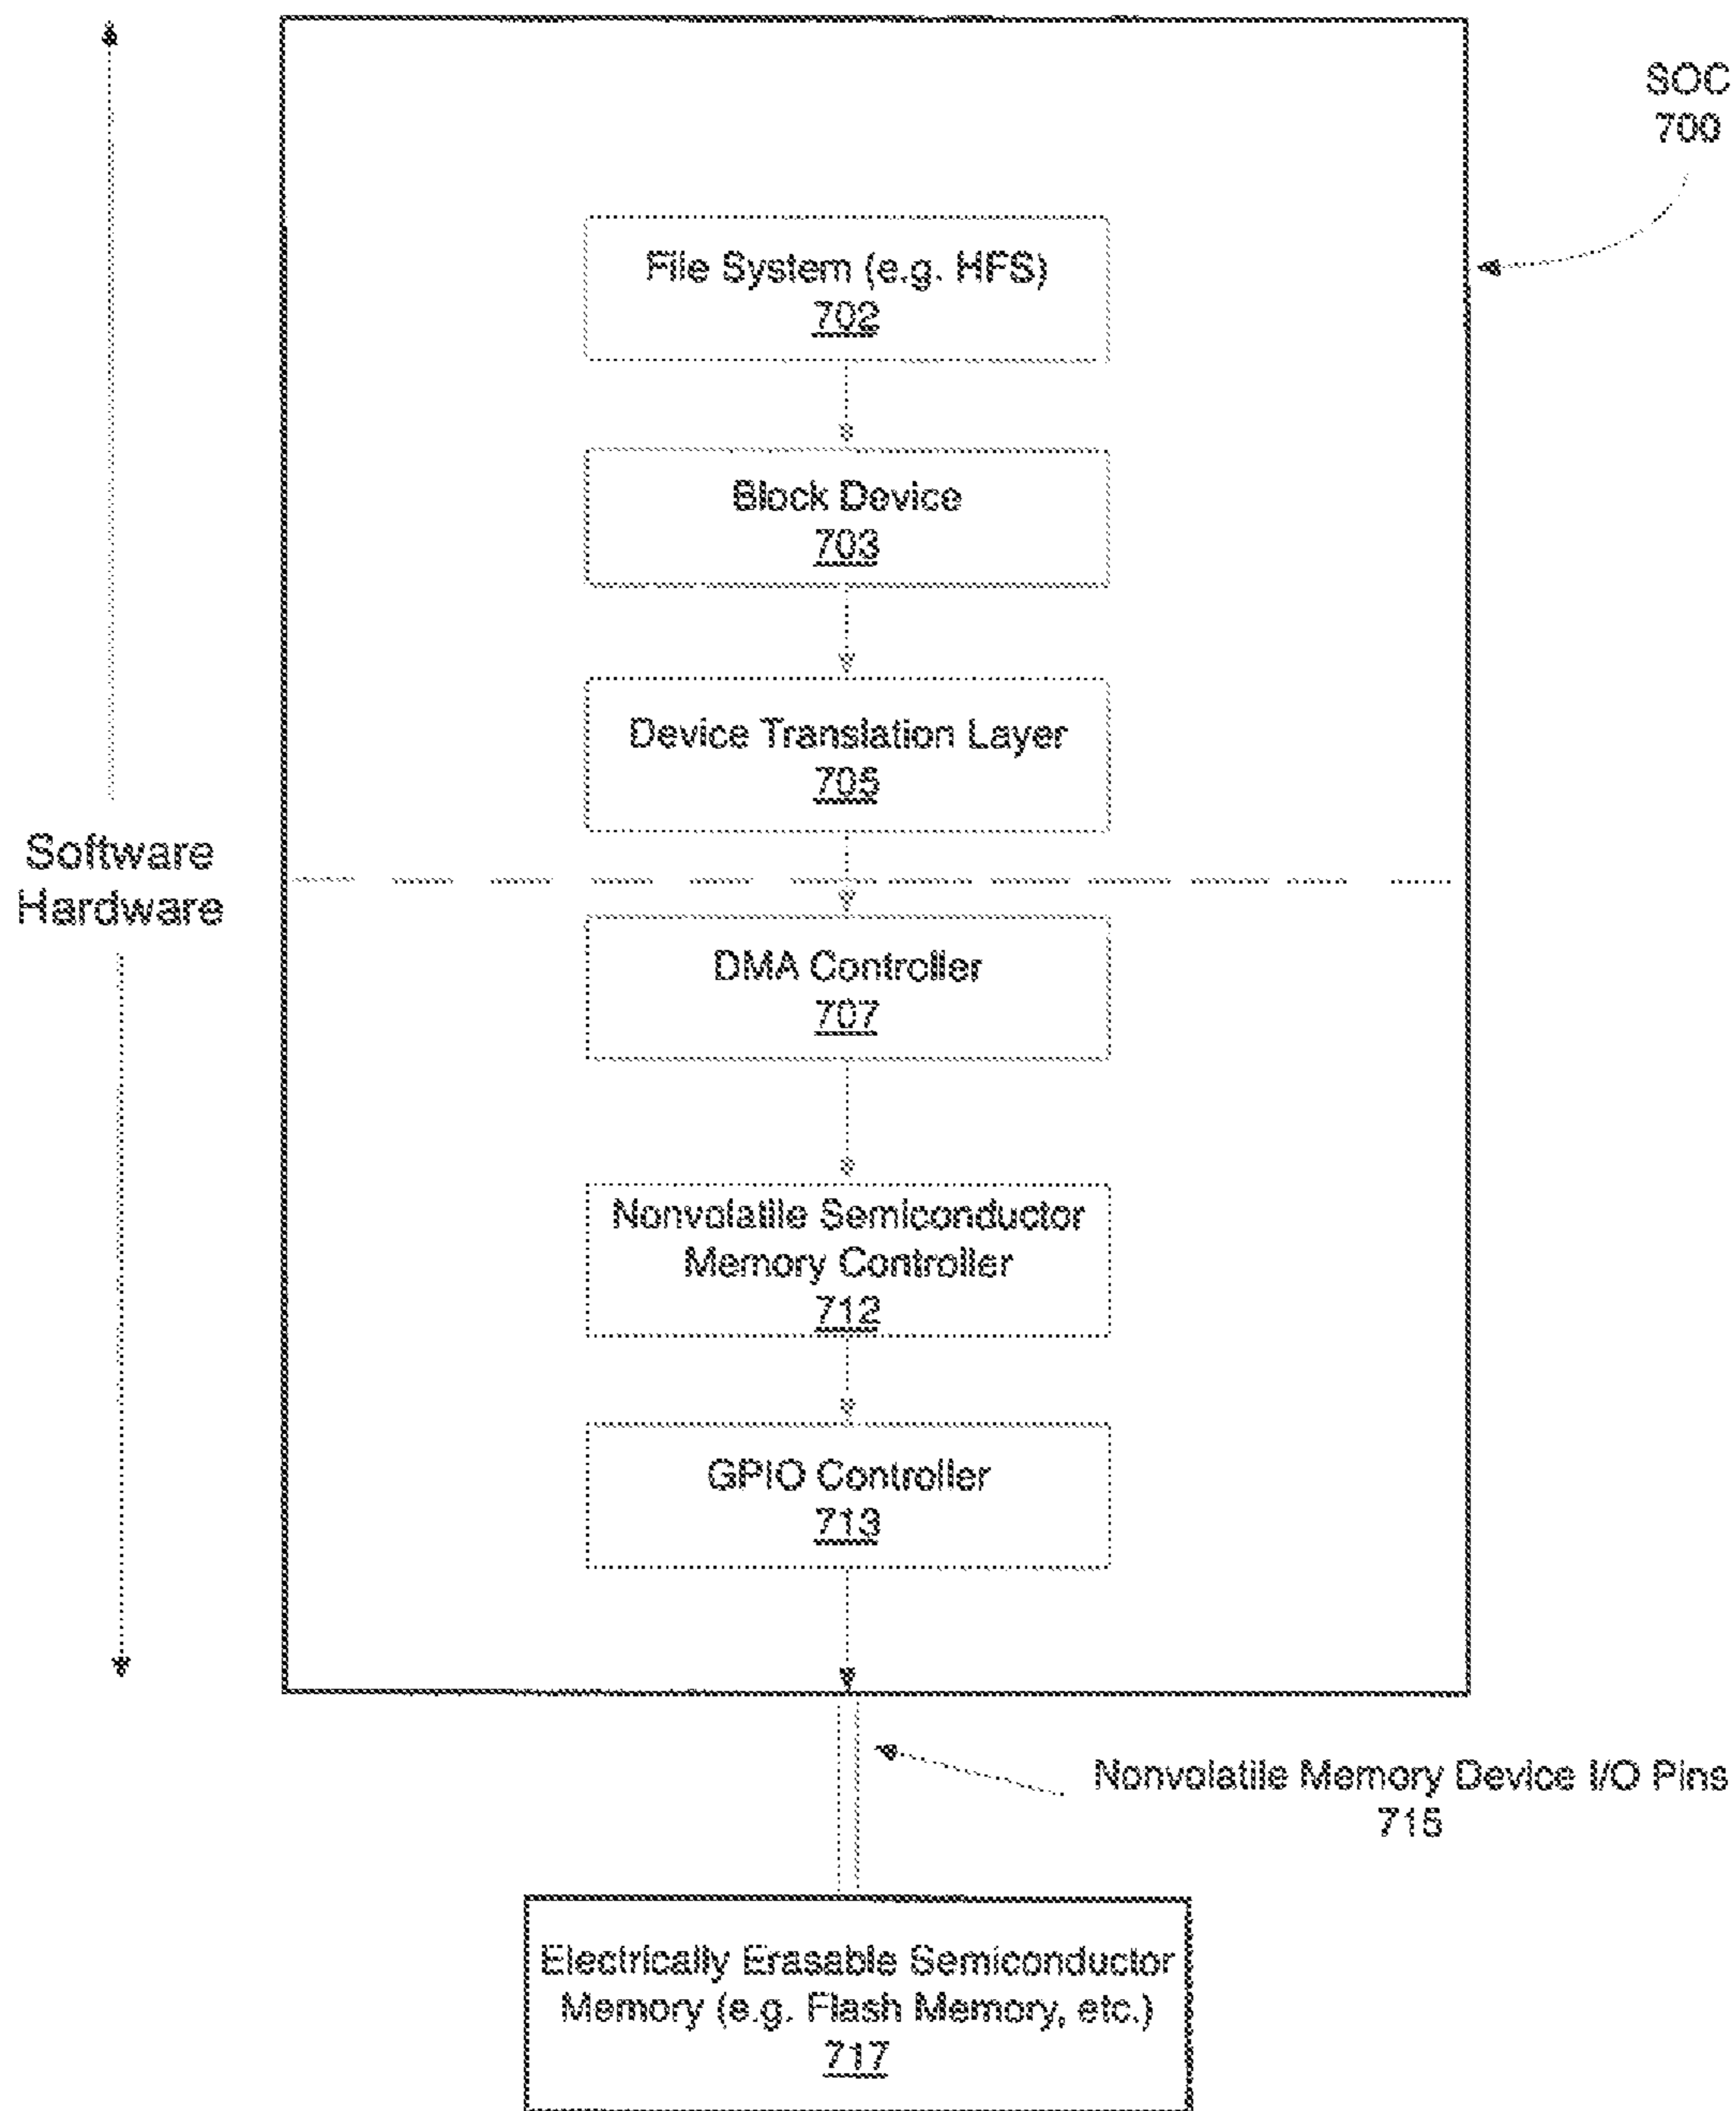 SOC
700
File System (e.g. HFS)
702
Block Device
703
Device Translation Layer
705
Software
Hardware
DMA Controller
707
Nonvolatile Semiconductor
Memory Controller
712
GPIO Controller
713
Nonvolatile Memory Device I/O Pins
715
Electrically Erasable Semiconductor
Memory (e.g. Flash Memory, etc.)
717